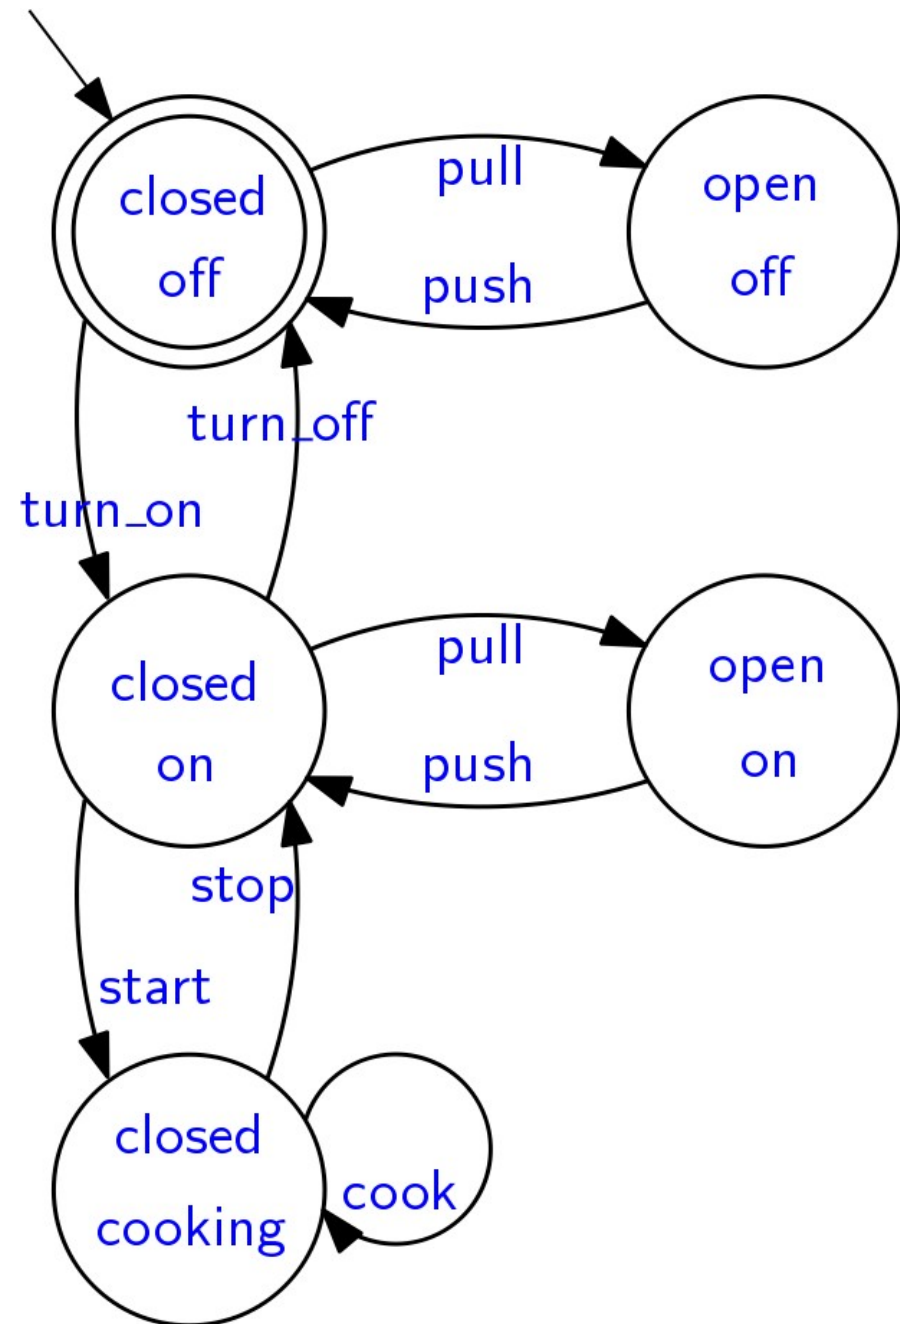 closed
off
pull
open
off
push
turn_off
turn_on
closed
on
pull
open
on
push
stop
start
closed
cooking
cook